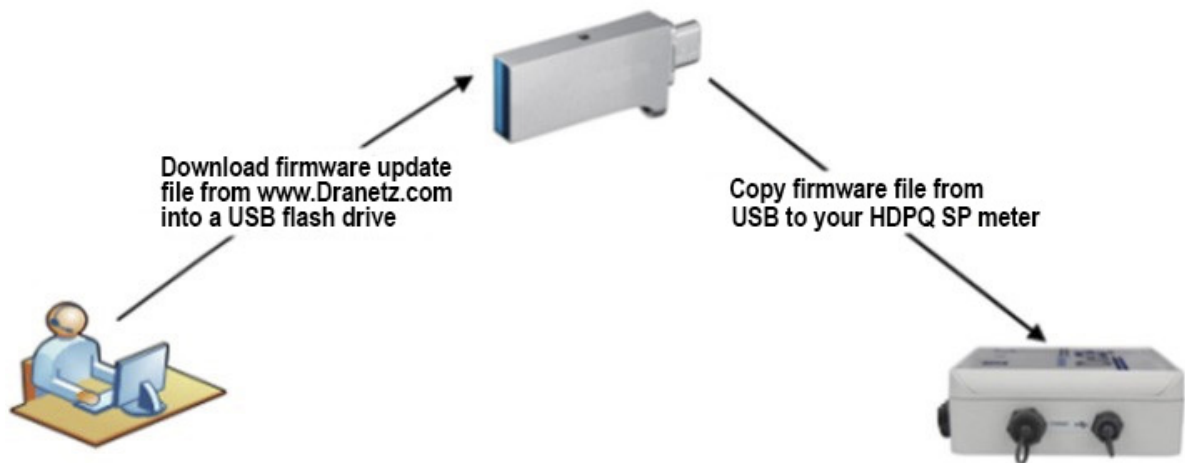 Download firmware update
file from www.Dranetz.com
into a USB flash drive
Copy firmware file from
USB to your HDPQ SP meter